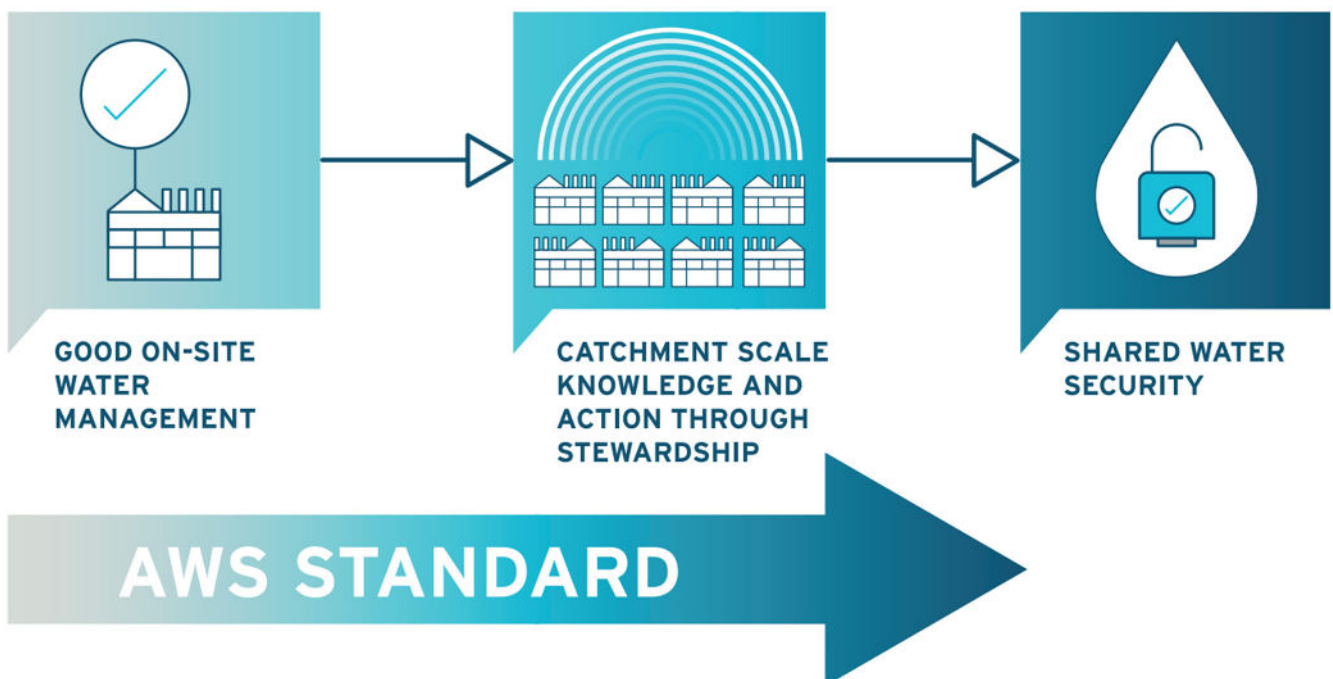 GOOD ON-SITE
WATER
MANAGEMENT
CATCHMENT SCALE
KNOWLEDGE AND
ACTION THROUGH
STEWARDSHIP
SHARED WATER
SECURITY
AWS STANDARD